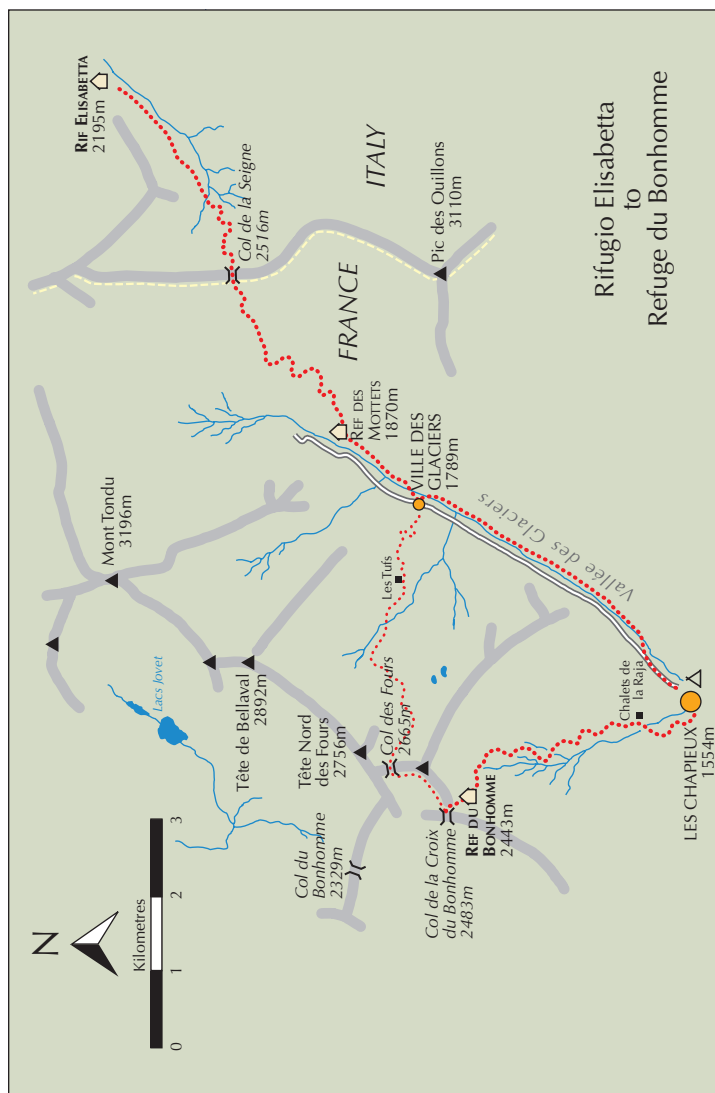 N
Kilometres
0 1 2 3
Lacs Jovet
Mont Tondu
3196m
RIF ELISABETTA
2195m
Col de la Seigne
2516m
ITALY
FRANCE
Pic des Ouillons
3110m
Tête de Bellaval
2892m
Tête Nord
des Fours
2756m
Col du
Bonhomme
2329m
Col des Fours
2665m
REF DES
MOTTETS
1870m
VILLE DES
GLACIERS
1789m
Les Tufs
Vallée des Glaciers
Col de la Croix
du Bonhomme
2483m
REF DU
BONHOMME
2443m
Chalets de
la Raja
LES CHAPIEUX
1554m
Rifugio Elisabetta
to
Refuge du Bonhomme